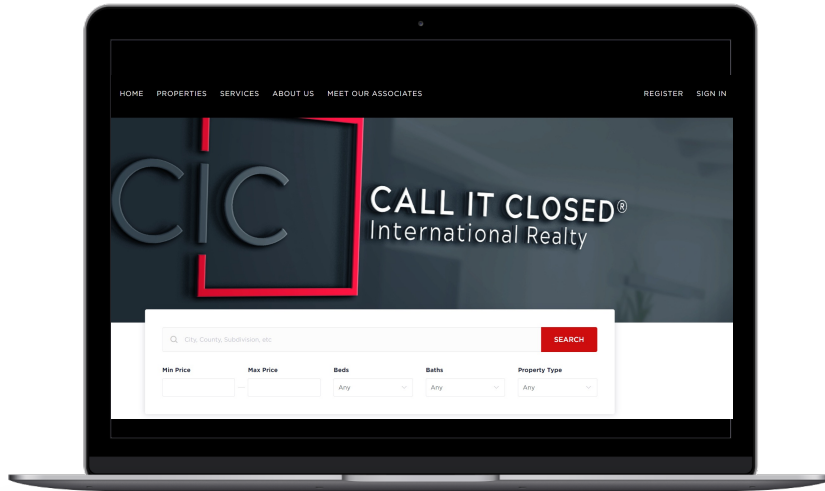 HOME PROPERTIES SERVICES ABOUT US MEET OUR ASSOCIATES REGISTER SIGN IN
CIC
CALL IT CLOSED®
International Realty
City, County, Subdivision, etc SEARCH
Min Price Max Price Beds Baths Property Type
Any Any Any